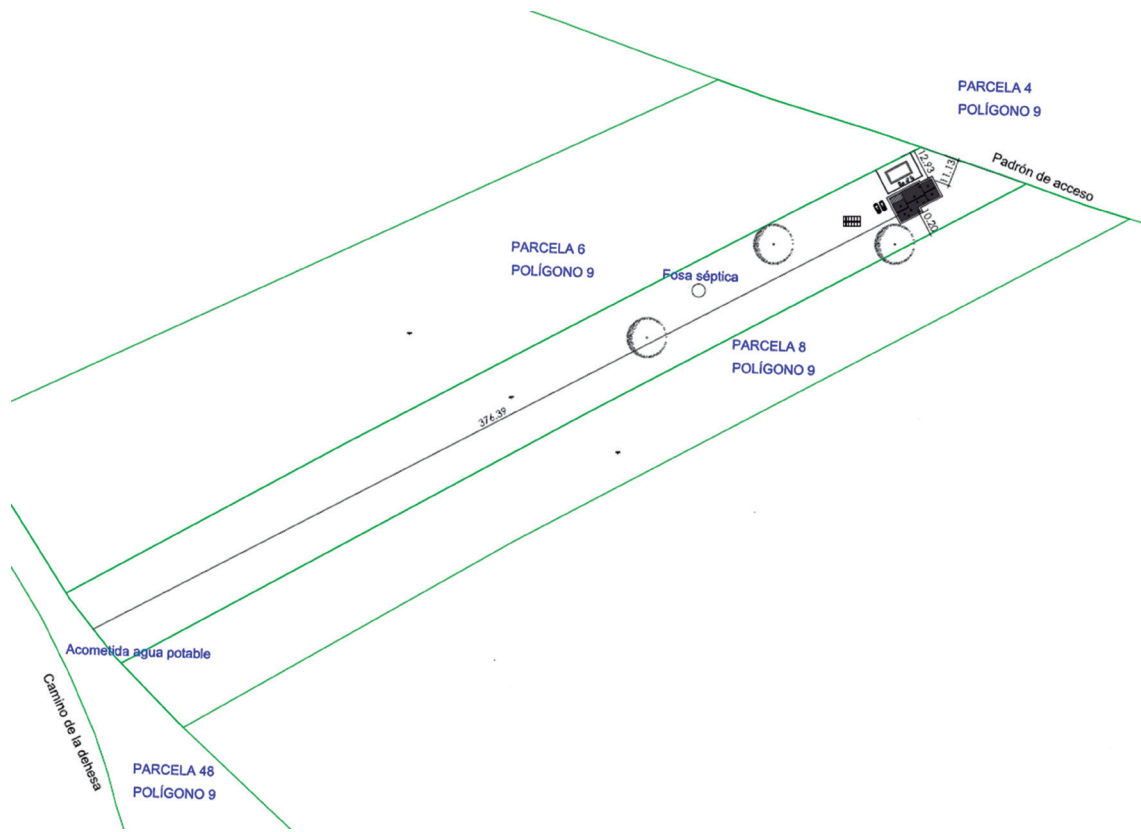 PARCELA 4
POLÍGONO 9
Padrón de acceso
12.93
11.13
10.20
PARCELA 6
POLÍGONO 9
Fosa séptica
PARCELA 8
POLÍGONO 9
376.39
Acometida agua potable
Camino de la dehesa
PARCELA 48
POLÍGONO 9